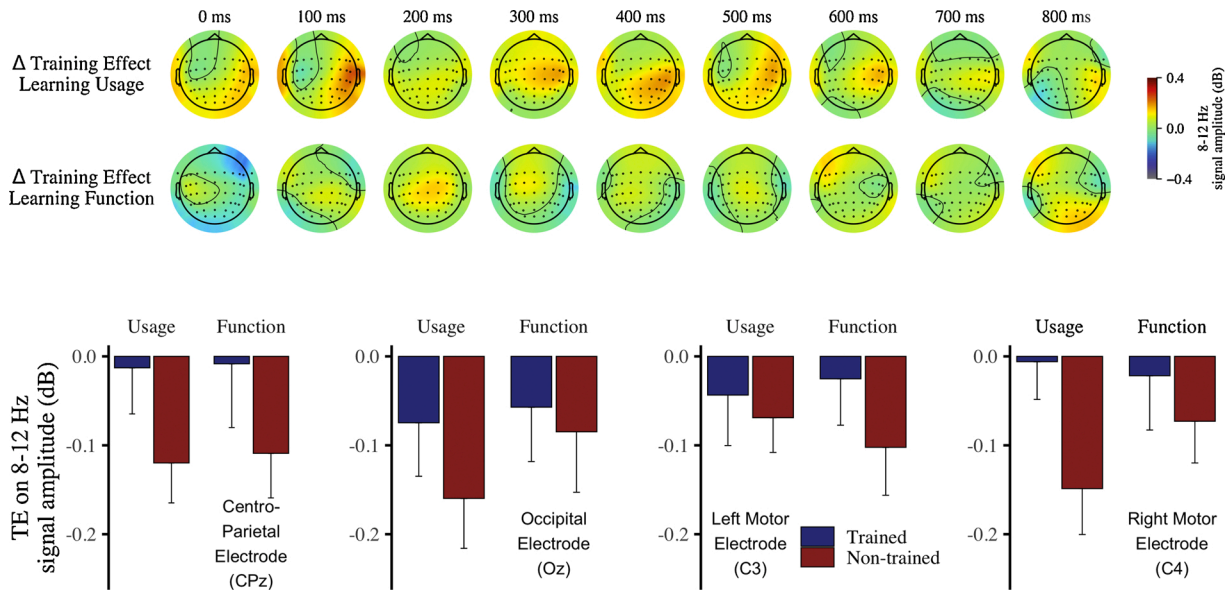 0 ms 100 ms 200 ms 300 ms 400 ms 500 ms 600 ms 700 ms 800 ms
Δ Training Effect
Learning Usage
Δ Training Effect
Learning Function
0.4
0.0
−0.4
8-12 Hz
signal amplitude (dB)
Usage Function Usage Function Usage Function Usage Function
0.0 0.0 0.0 0.0
-0.1 -0.1 -0.1 -0.1
-0.2 -0.2 -0.2 -0.2
TE on 8-12 Hz
signal amplitude (dB)
Centro-
Parietal
Electrode
(CPz)
Occipital
Electrode
(Oz)
Left Motor
Electrode
(C3)
Trained
Non-trained
Right Motor
Electrode
(C4)